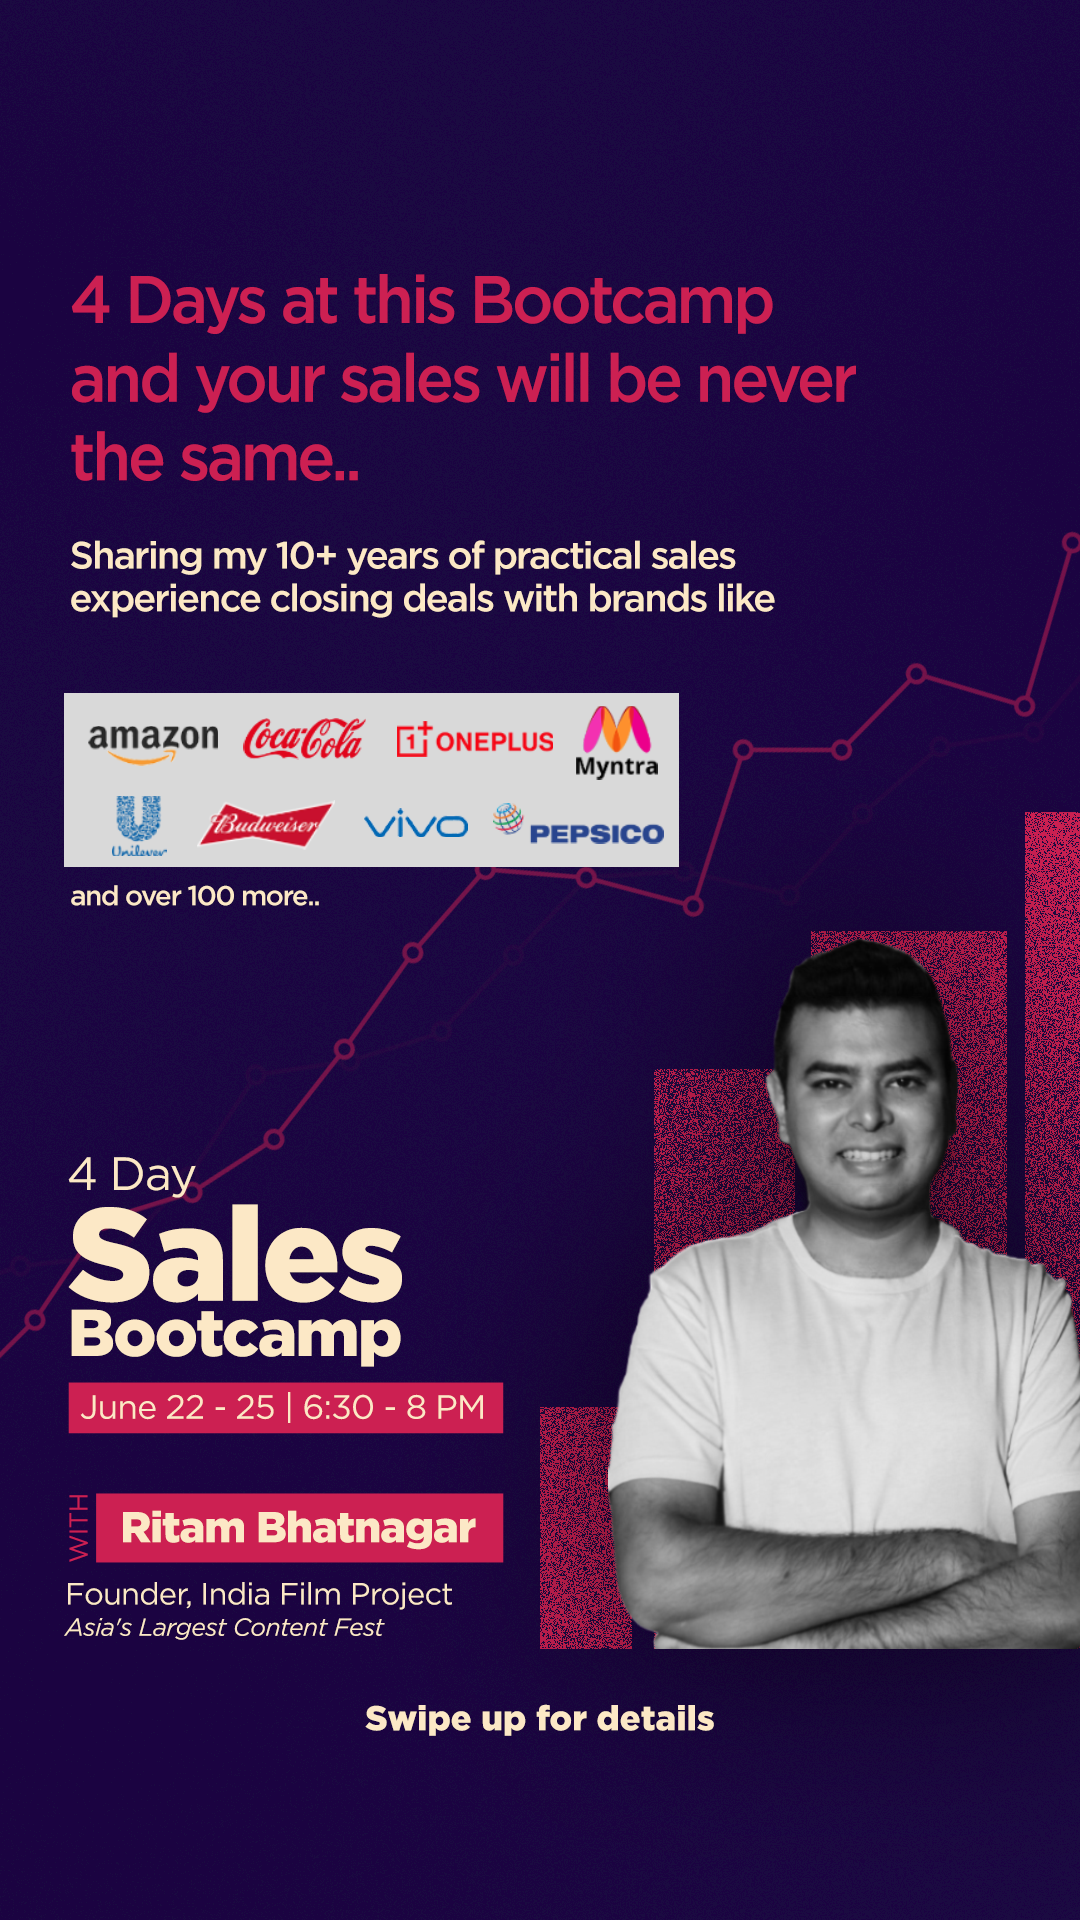 4 Days at this Bootcamp
and your sales will be never
the same..
Sharing my 10+ years of practical sales
experience closing deals with brands like
amazon Coca-Cola 1+ ONEPLUS Myntra
Unilever Budweiser vivo PEPSICO
and over 100 more..
4 Day
Sales
Bootcamp
June 22 - 25 | 6:30 - 8 PM
WITH Ritam Bhatnagar
Founder, India Film Project
Asia's Largest Content Fest
Swipe up for details